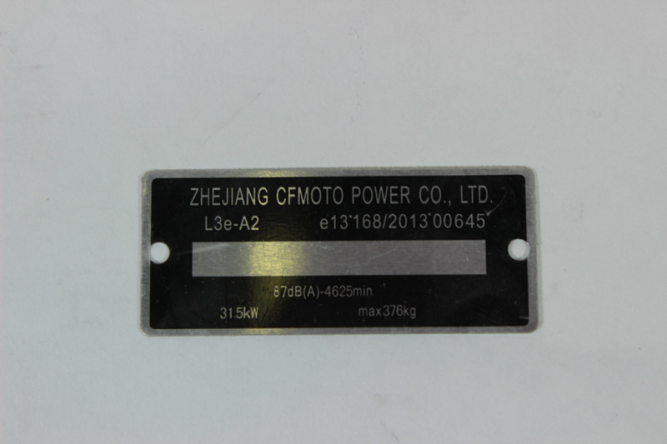 ZHEJIANG CFMOTO POWER CO., LTD.
L3e-A2 e13*168/2013*00645*
87dB(A)-4625min
31.5kW max376kg